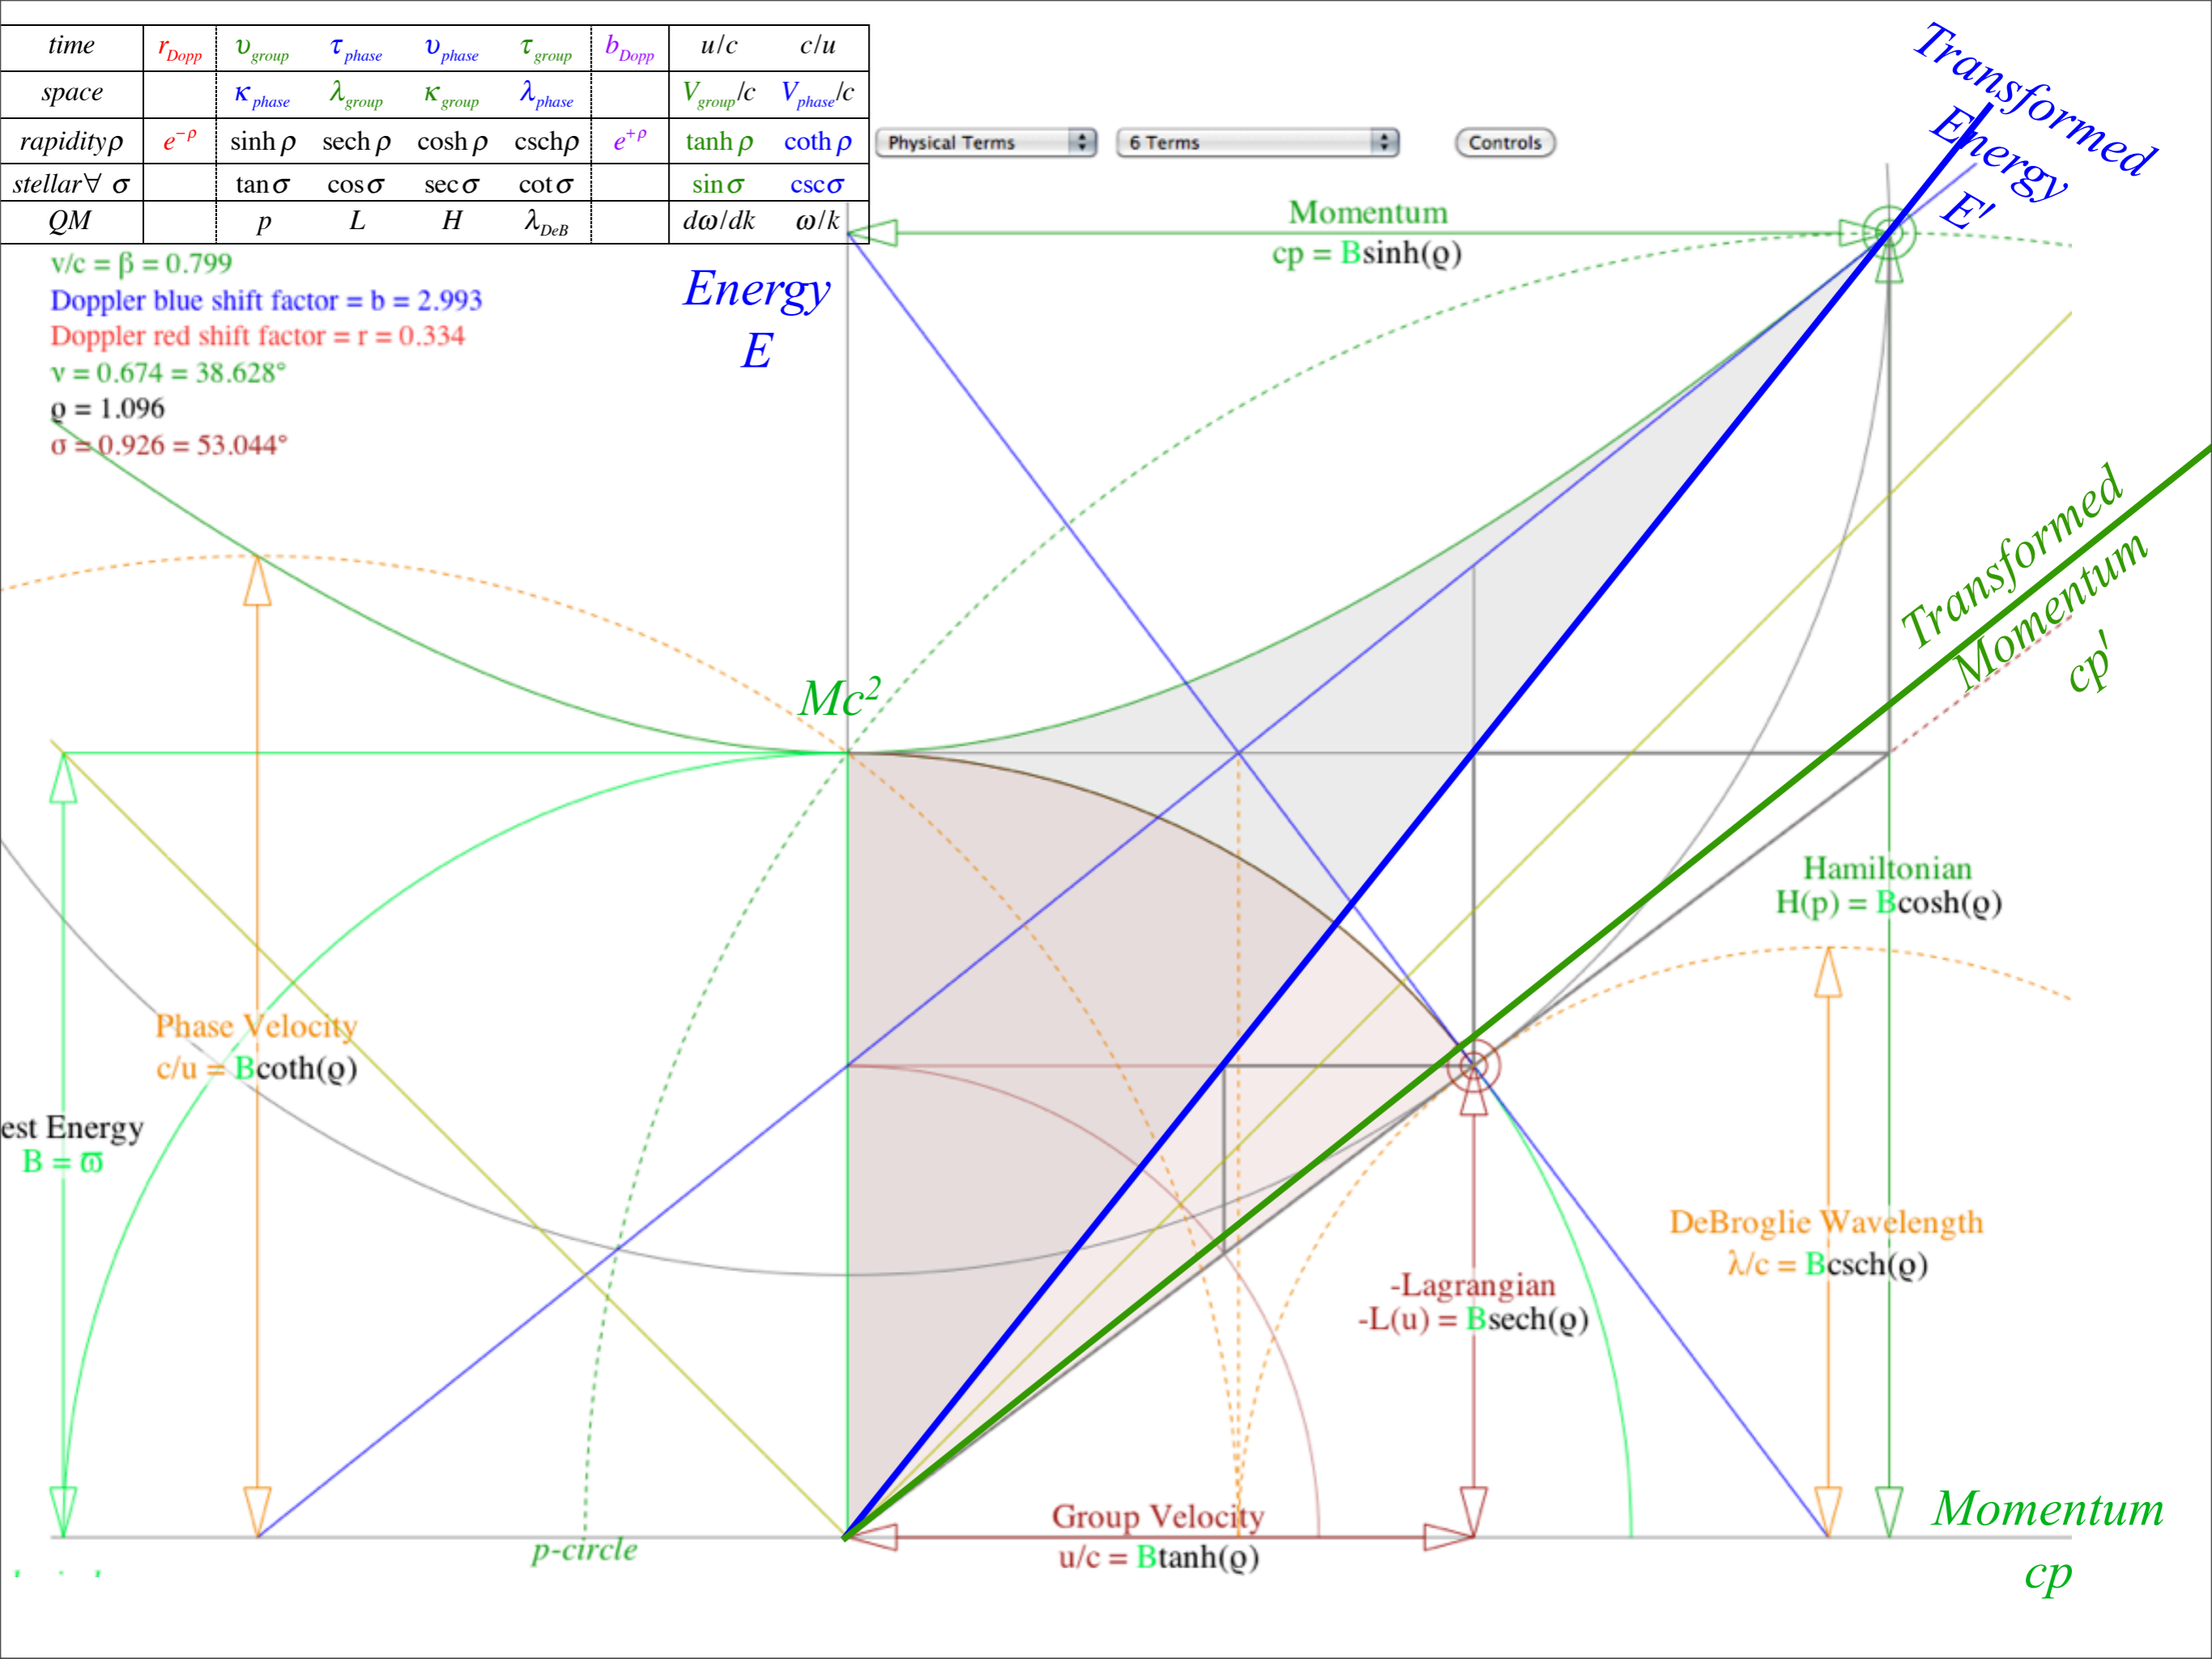 time r_Dopp υ_group τ_phase υ_phase τ_group b_Dopp u/c c/u
space κ_phase λ_group κ_group λ_phase V_group/c V_phase/c
rapidity ρ e^−ρ sinh ρ sech ρ cosh ρ csch ρ e^+ρ tanh ρ coth ρ
stellar∀ σ tan σ cos σ sec σ cot σ sin σ csc σ
QM p L H λ_DeB dω/dk ω/k
Physical Terms
6 Terms
Controls
Transformed
Energy
E'
Momentum
cp = Bsinh(ϱ)
v/c = β = 0.799
Doppler blue shift factor = b = 2.993
Doppler red shift factor = r = 0.334
ν = 0.674 = 38.628°
ϱ = 1.096
σ = 0.926 = 53.044°
Energy
E
Transformed
Momentum
cp'
Mc²
Hamiltonian
H(p) = Bcosh(ϱ)
Phase Velocity
c/u = Bcoth(ϱ)
est Energy
B = ϖ
DeBroglie Wavelength
λ/c = Bcsch(ϱ)
-Lagrangian
-L(u) = Bsech(ϱ)
Group Velocity
u/c = Btanh(ϱ)
p-circle
Momentum
cp